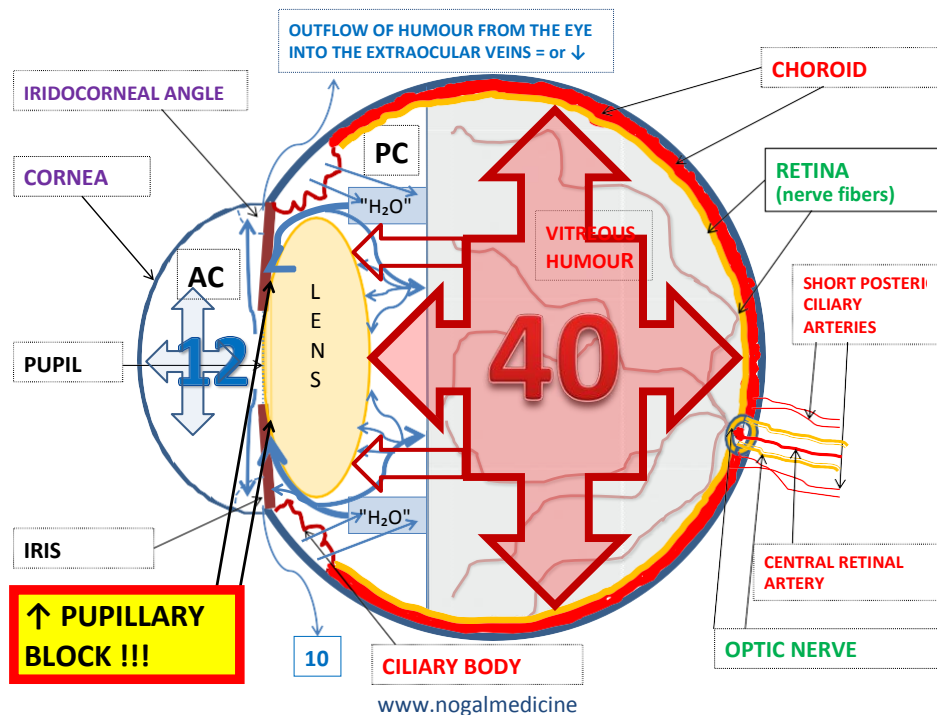 OUTFLOW OF HUMOUR FROM THE EYE
INTO THE EXTRAOCULAR VEINS = or ↓
CHOROID
IRIDOCORNEAL ANGLE
PC
CORNEA
RETINA
(nerve fibers)
"H₂O"
VITREOUS
HUMOUR
AC
SHORT POSTERI
CILIARY
ARTERIES
L
E
N
S
12
40
PUPIL
"H₂O"
IRIS
CENTRAL RETINAL
ARTERY
↑ PUPILLARY
BLOCK !!!
10
CILIARY BODY
OPTIC NERVE
www.nogalmedicine